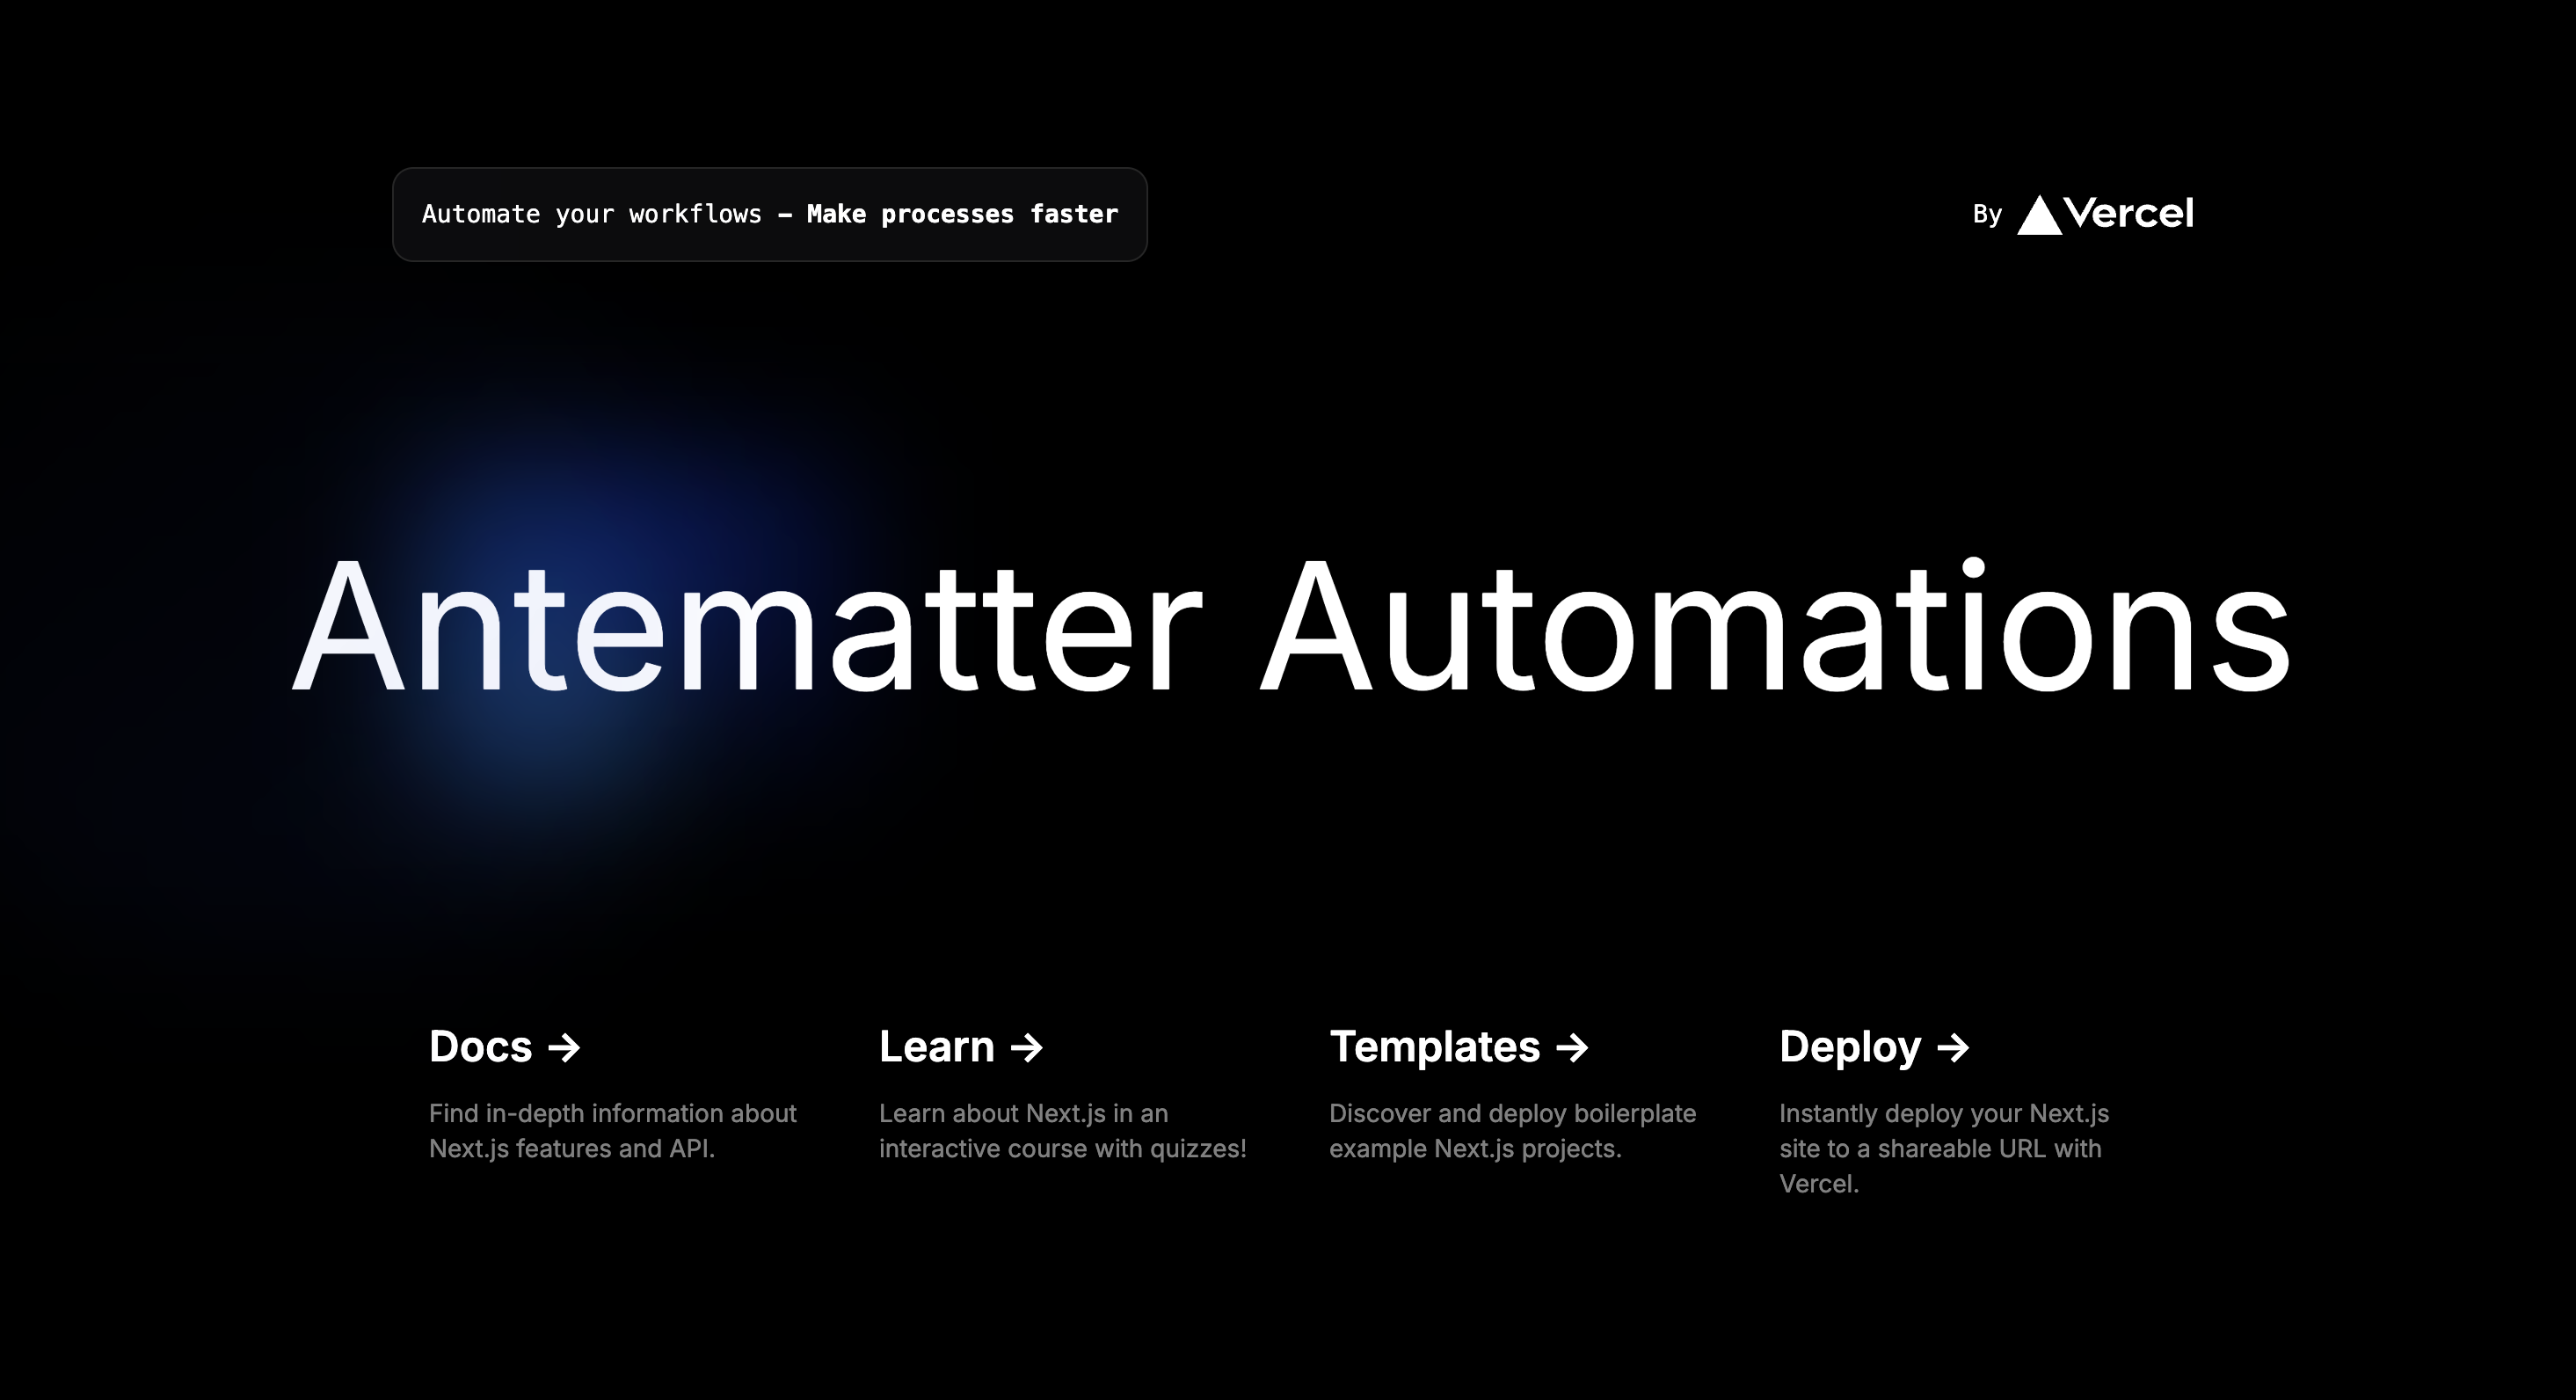 Automate your workflows – Make processes faster
By Vercel
Antematter Automations
Docs ->
Find in-depth information about
Next.js features and API.
Learn ->
Learn about Next.js in an
interactive course with quizzes!
Templates ->
Discover and deploy boilerplate
example Next.js projects.
Deploy ->
Instantly deploy your Next.js
site to a shareable URL with
Vercel.